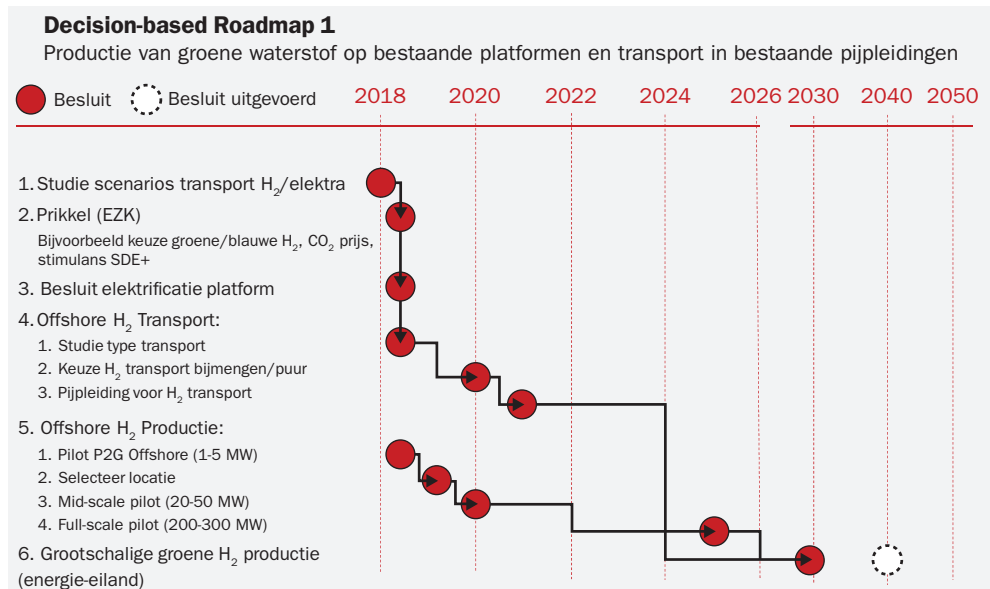 Decision-based Roadmap 1
Productie van groene waterstof op bestaande platformen en transport in bestaande pijpleidingen
Besluit
Besluit uitgevoerd
2018 2020 2022 2024 2026 2030 2040 2050
1. Studie scenarios transport H₂/elektra
2. Prikkel (EZK)
Bijvoorbeeld keuze groene/blauwe H₂, CO₂ prijs,
stimulans SDE+
3. Besluit elektrificatie platform
4. Offshore H₂ Transport:
1. Studie type transport
2. Keuze H₂ transport bijmengen/puur
3. Pijpleiding voor H₂ transport
5. Offshore H₂ Productie:
1. Pilot P2G Offshore (1-5 MW)
2. Selecteer locatie
3. Mid-scale pilot (20-50 MW)
4. Full-scale pilot (200-300 MW)
6. Grootschalige groene H₂ productie
(energie-eiland)